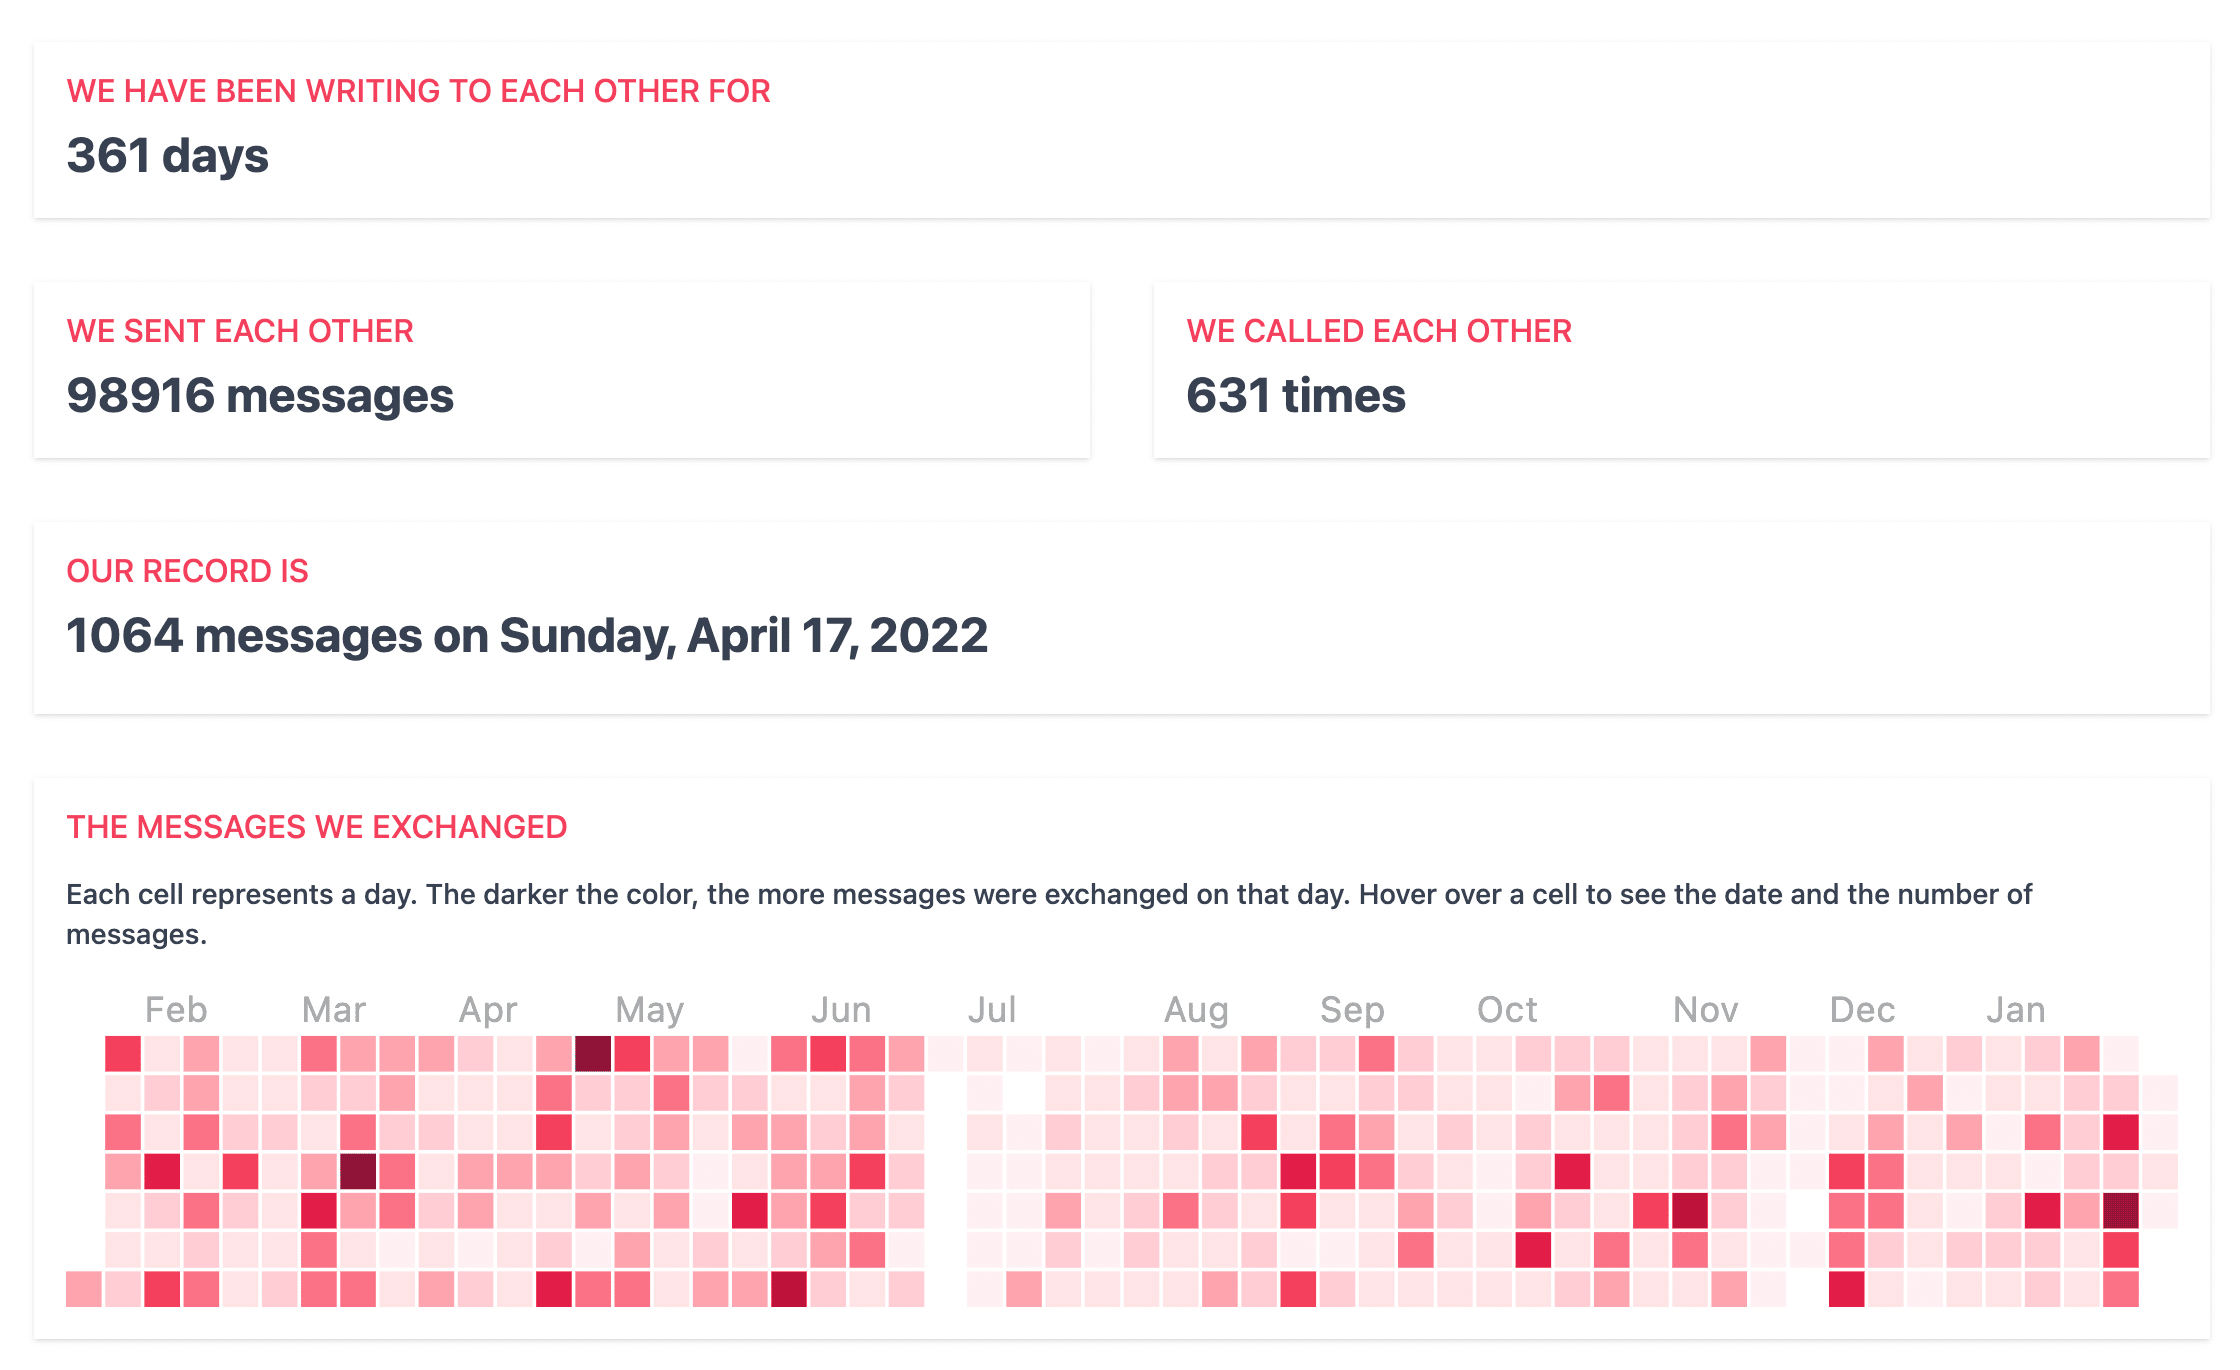 WE HAVE BEEN WRITING TO EACH OTHER FOR
361 days
WE SENT EACH OTHER
98916 messages
WE CALLED EACH OTHER
631 times
OUR RECORD IS
1064 messages on Sunday, April 17, 2022
THE MESSAGES WE EXCHANGED
Each cell represents a day. The darker the color, the more messages were exchanged on that day. Hover over a cell to see the date and the number of
messages.
Feb Mar Apr May Jun Jul Aug Sep Oct Nov Dec Jan